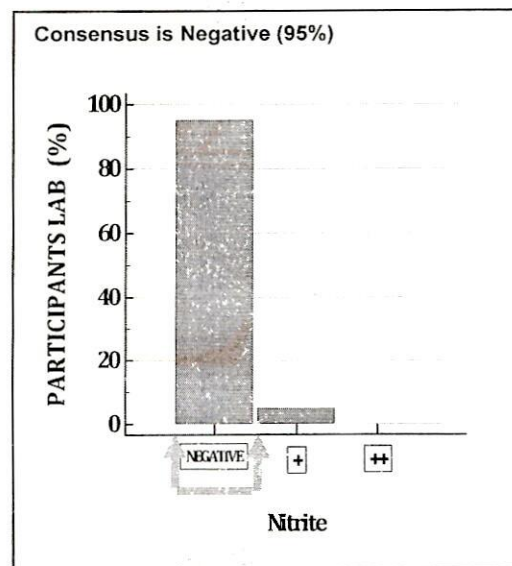 Consensus is Negative (95%)
PARTICIPANTS LAB (%)
100
80
60
40
20
0
NEGATIVE
+
++
Nitrite